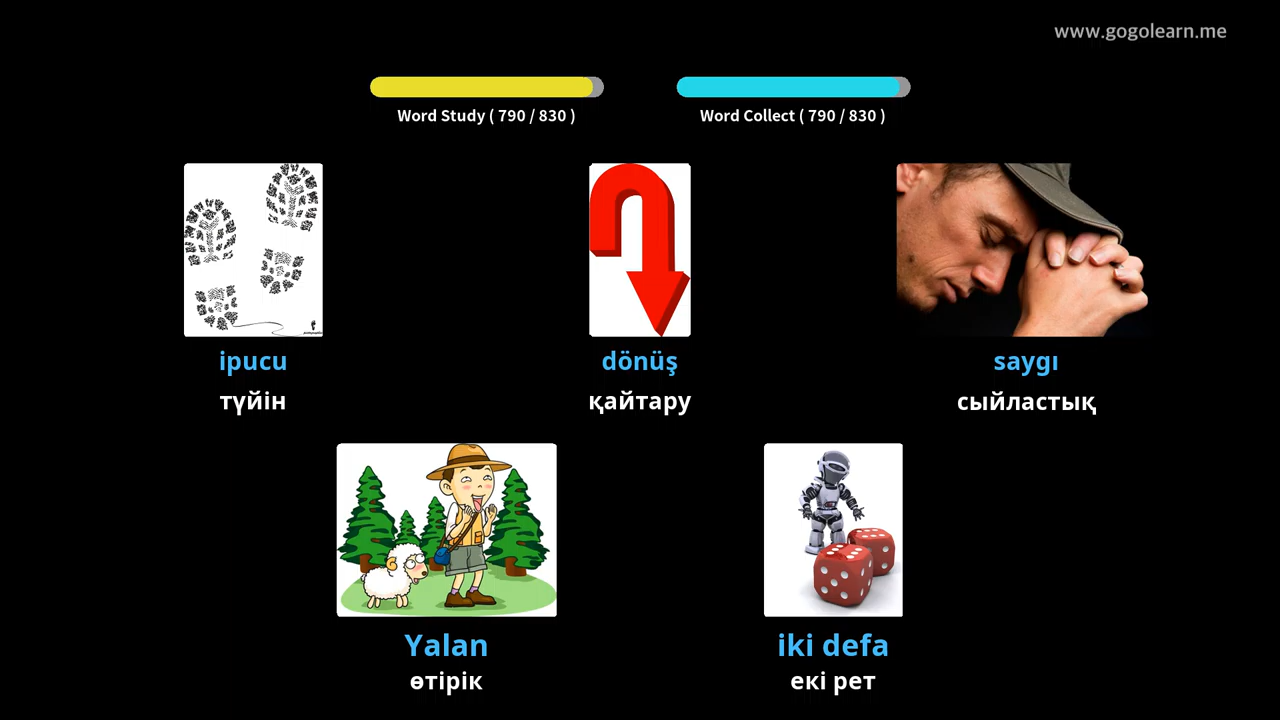 www.gogolearn.me
Word Study ( 790 / 830 )
Word Collect ( 790 / 830 )
ipucu
dönüş
saygı
түйін
қайтару
сыйластық
Yalan
iki defa
өтірік
екі рет